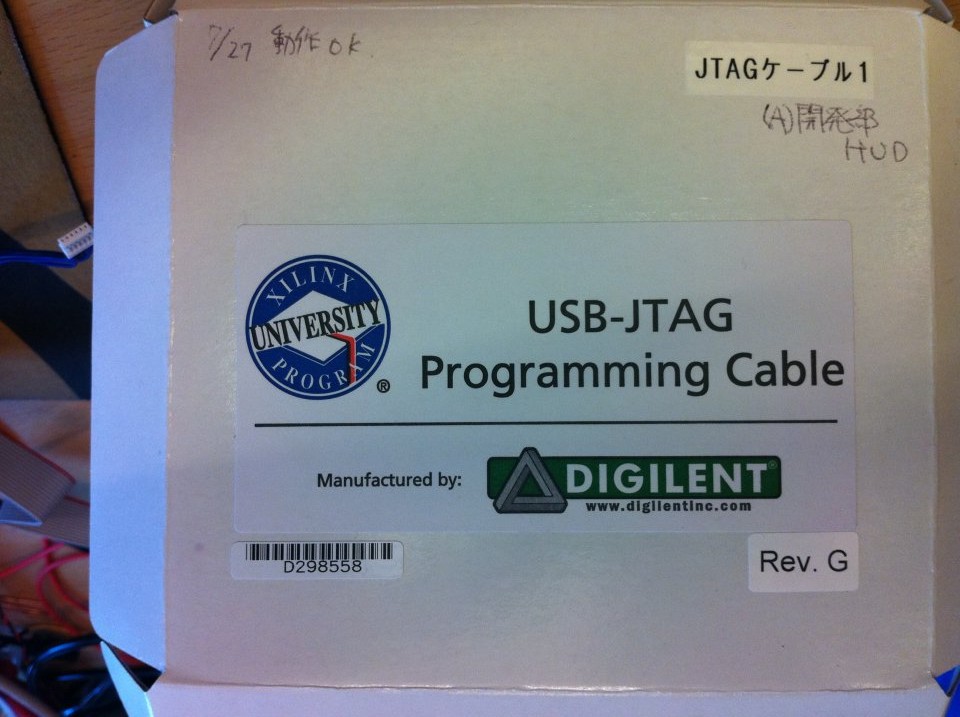 7/27 動作OK.
JTAGケーブル1
(A)開発部
HUD
XILINX
UNIVERSITY
PROGRAM
®
USB-JTAG
Programming Cable
Manufactured by:
DIGILENT®
www.digilentinc.com
D298558
Rev. G